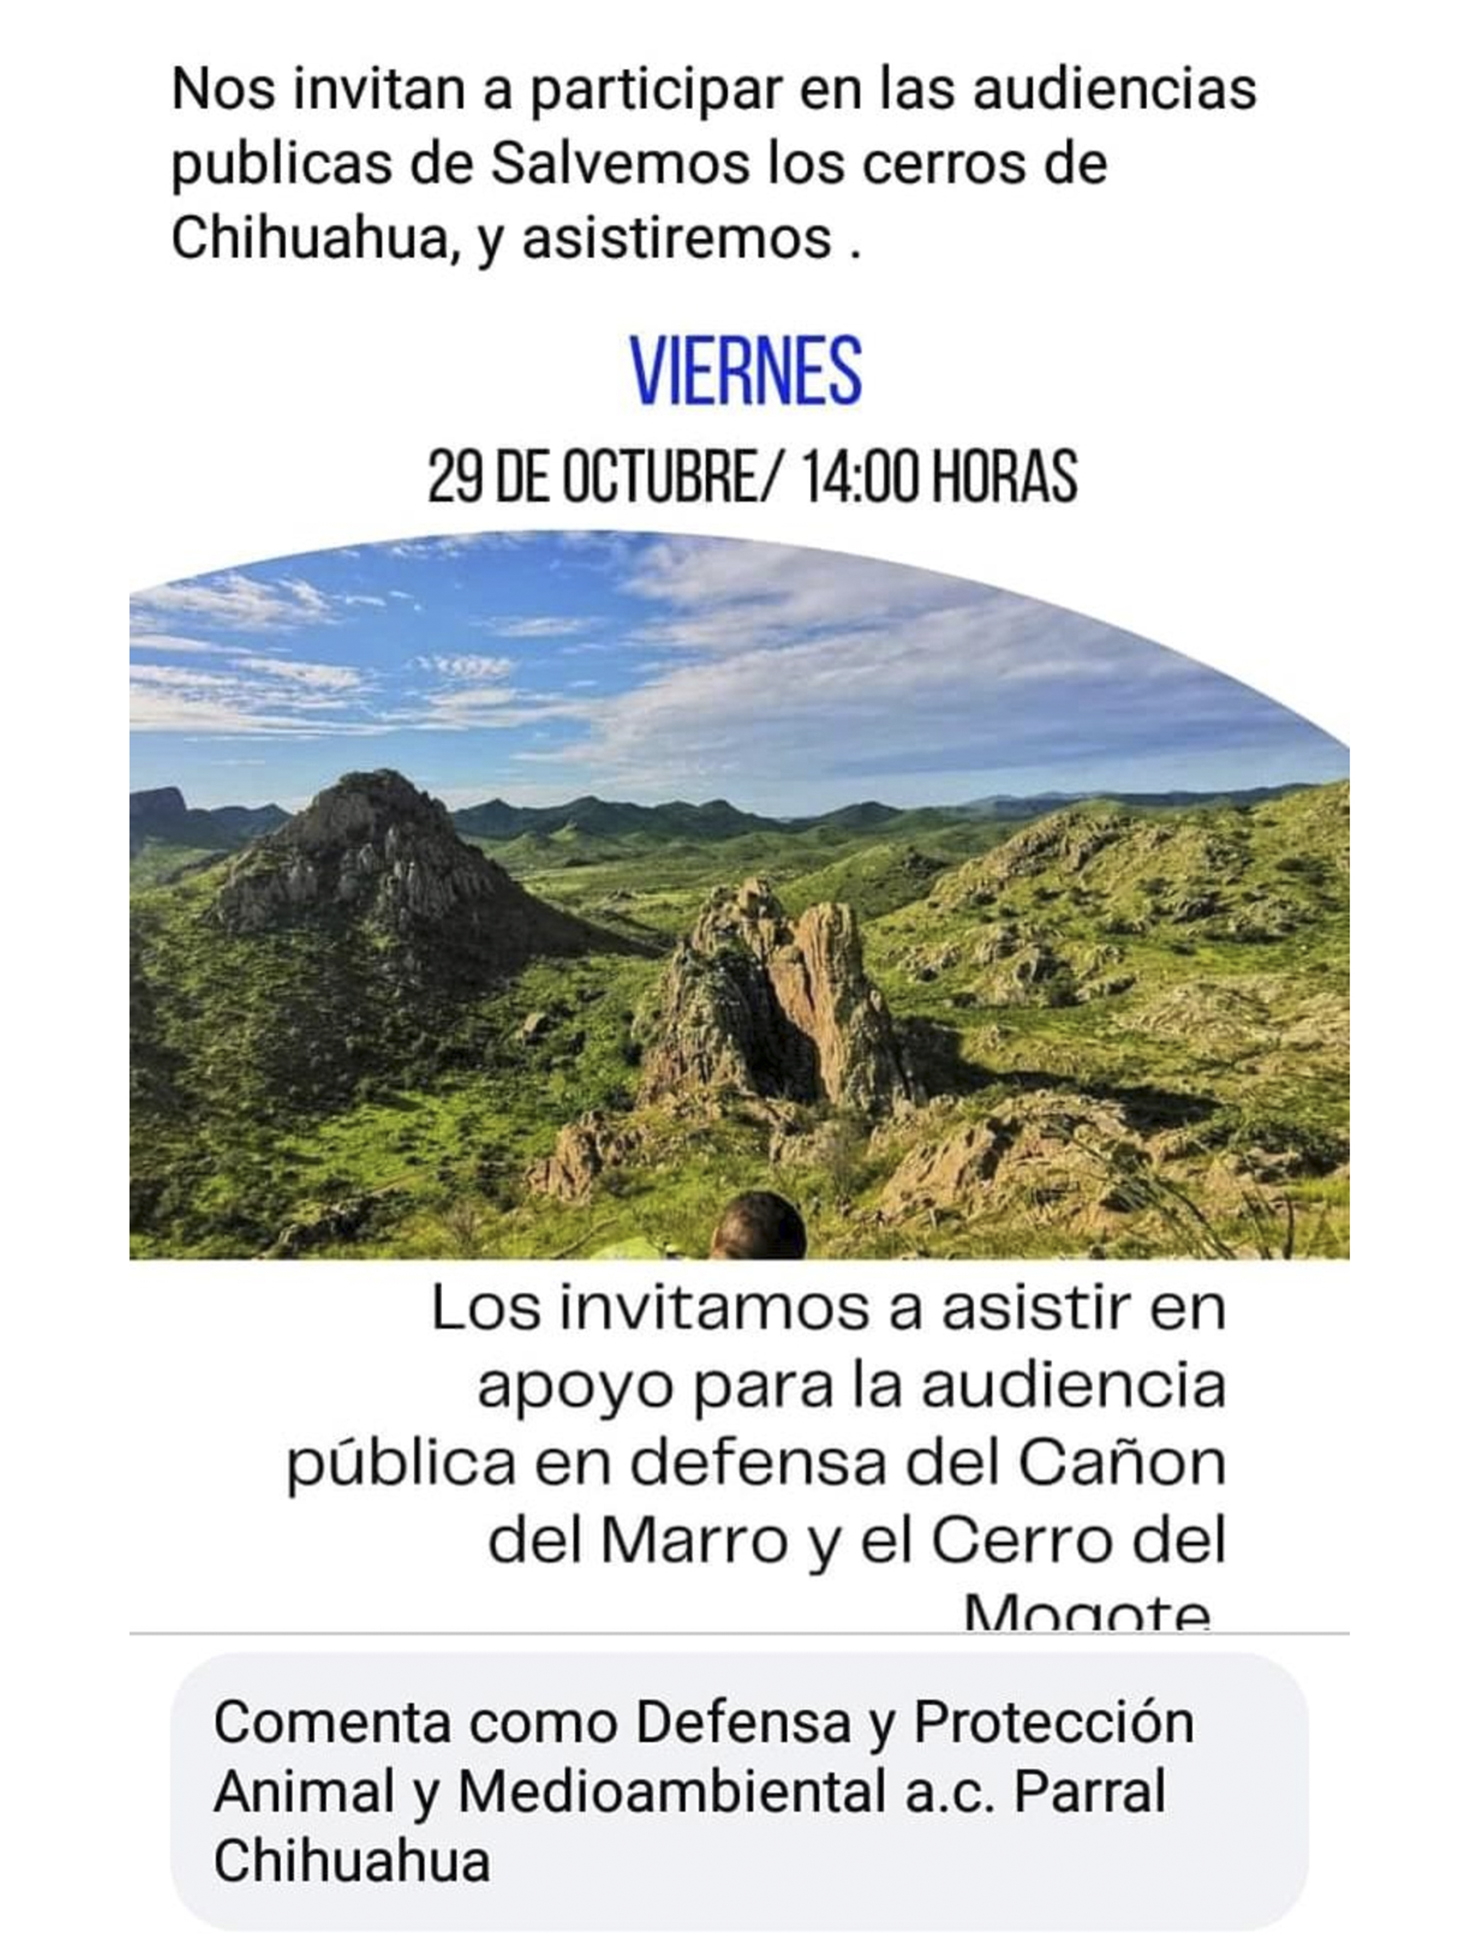 Nos invitan a participar en las audiencias
publicas de Salvemos los cerros de
Chihuahua, y asistiremos .
VIERNES
29 DE OCTUBRE/ 14:00 HORAS
Los invitamos a asistir en
apoyo para la audiencia
pública en defensa del Cañon
del Marro y el Cerro del
Mogote
Comenta como Defensa y Protección
Animal y Medioambiental a.c. Parral
Chihuahua